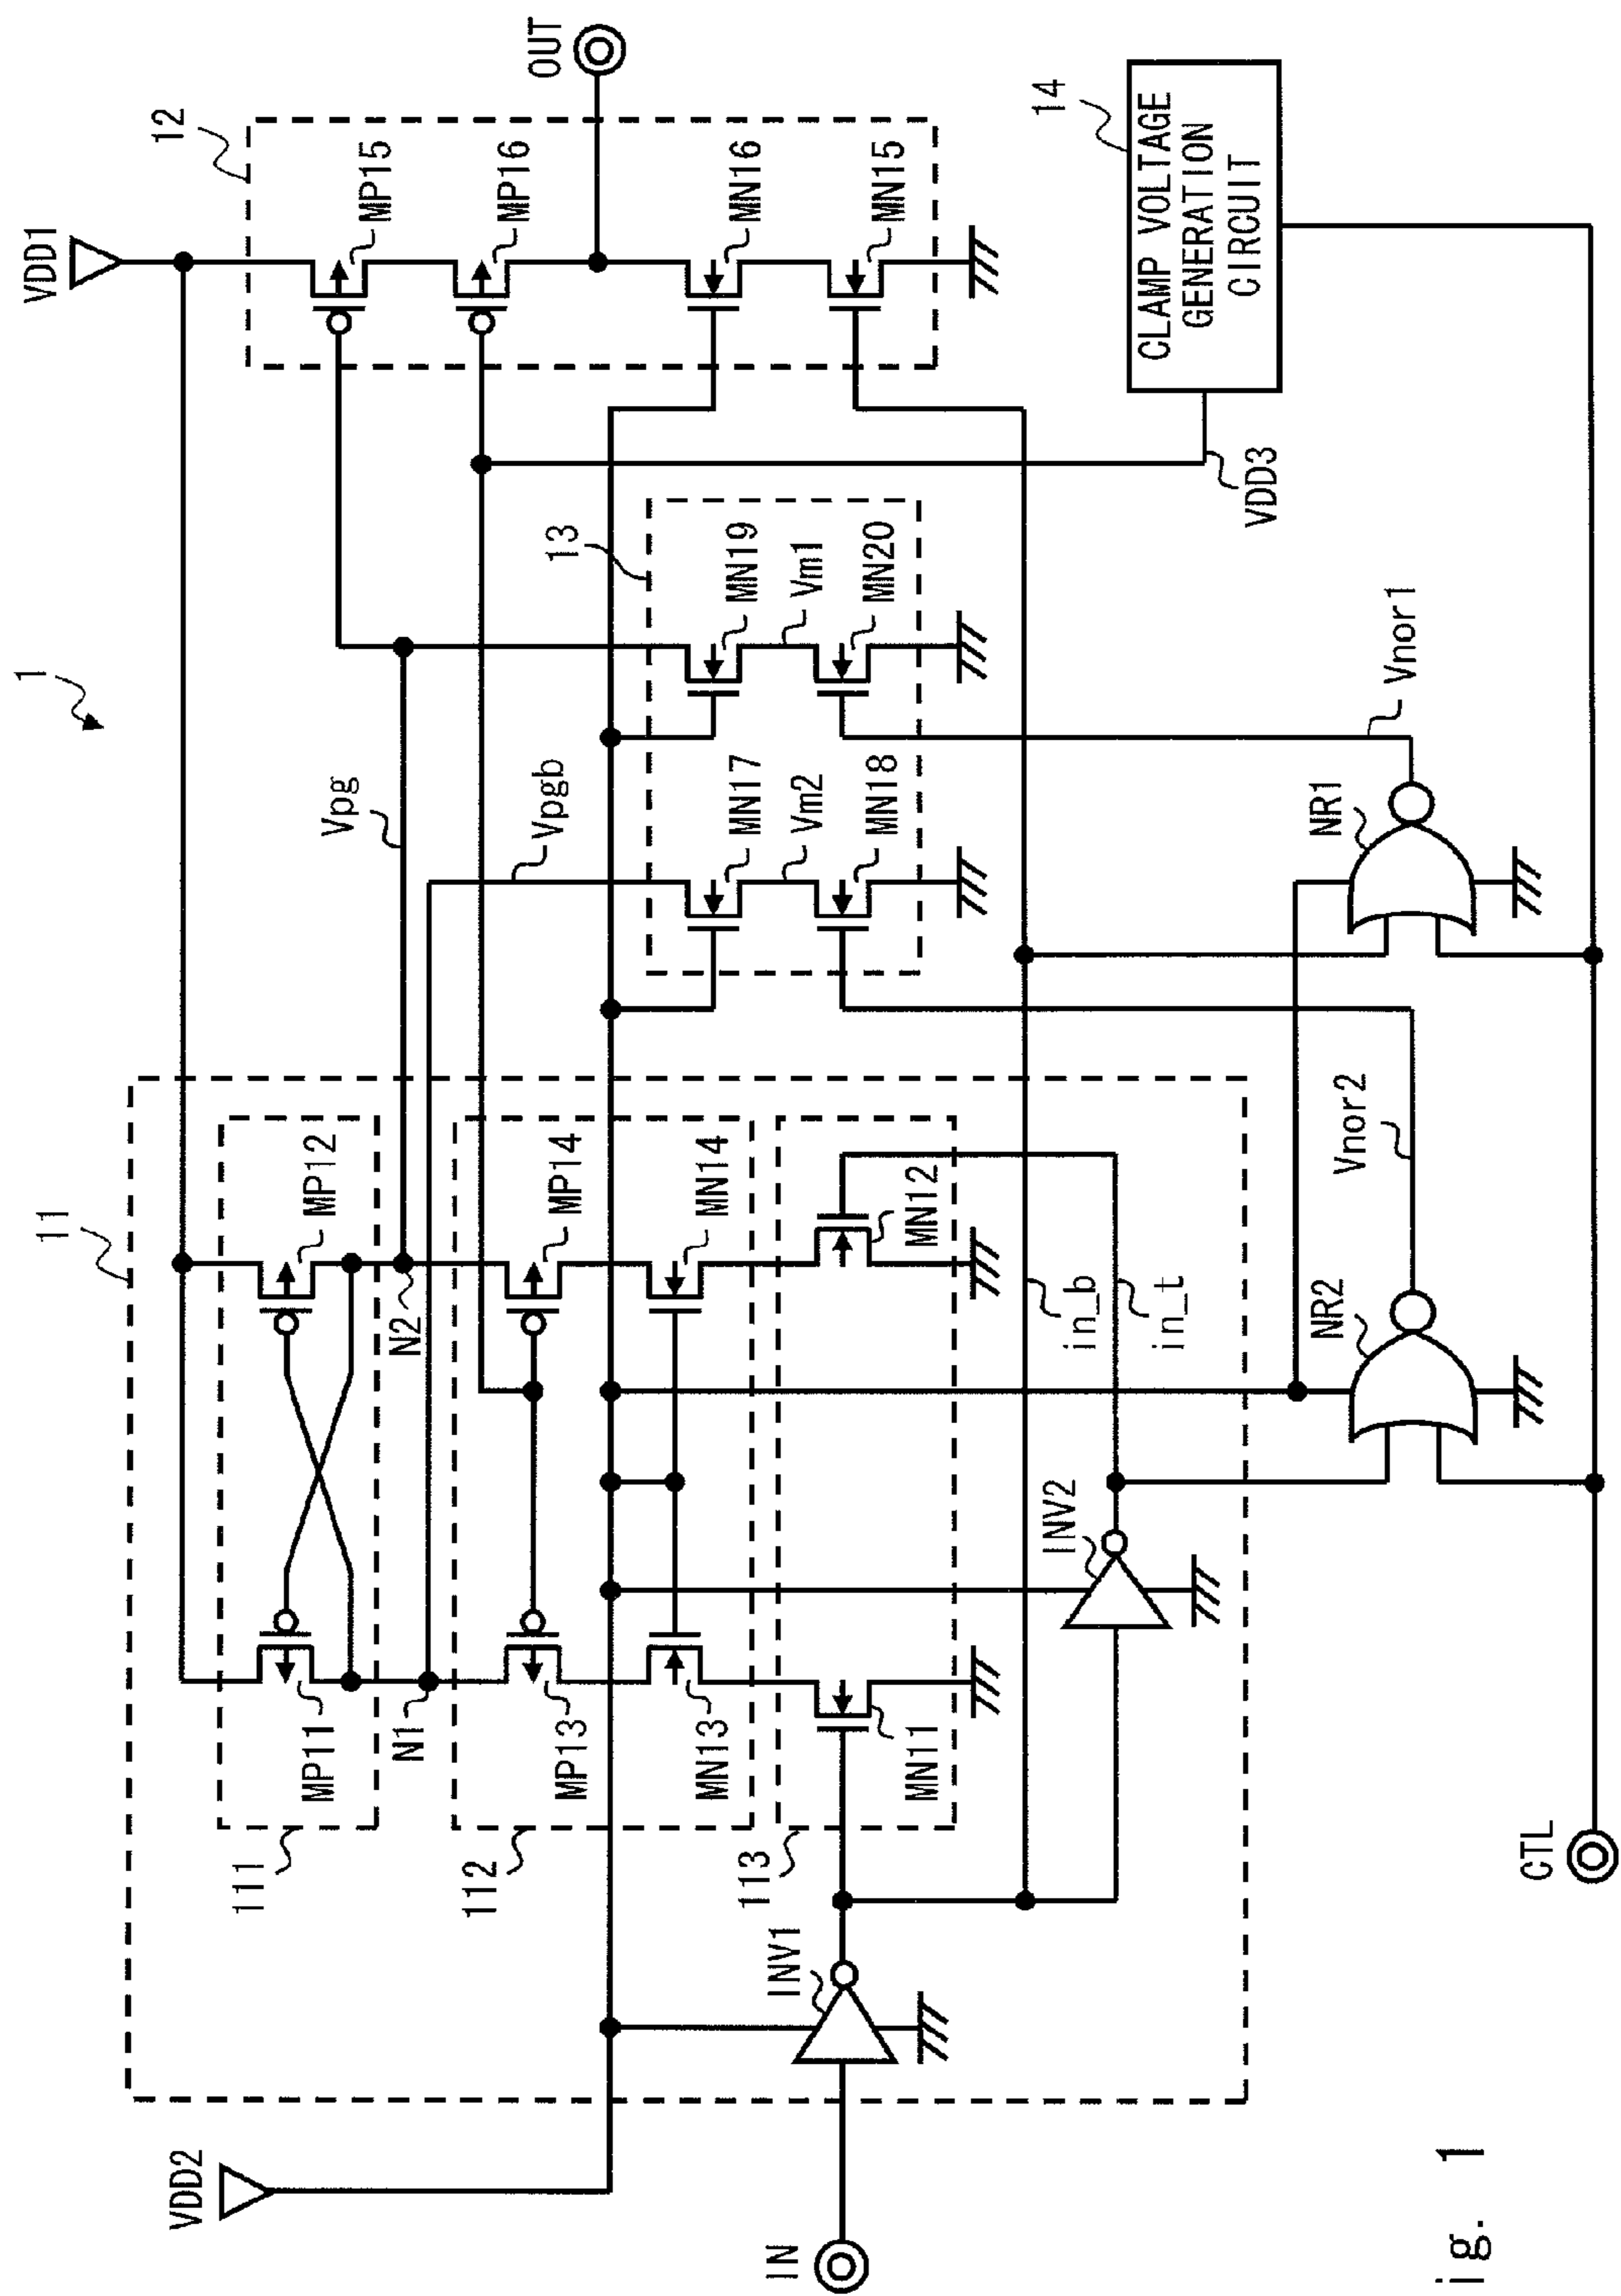 1
VDD1
VDD2
11
12
OUT
111
MP11
MP12
MP15
Vpg
N1
N2
MP16
Vpgb
112
MP13
MP14
13
MN13
MN14
MN17
MN19
MN16
Vm2
Vm1
113
MN11
MN12
MN18
MN20
MN15
IN
INV1
in_b
INV2
in_t
14
CLAMP VOLTAGE
GENERATION
CIRCUIT
VDD3
NR2
NR1
Vnor2
Vnor1
CTL
ig. 1